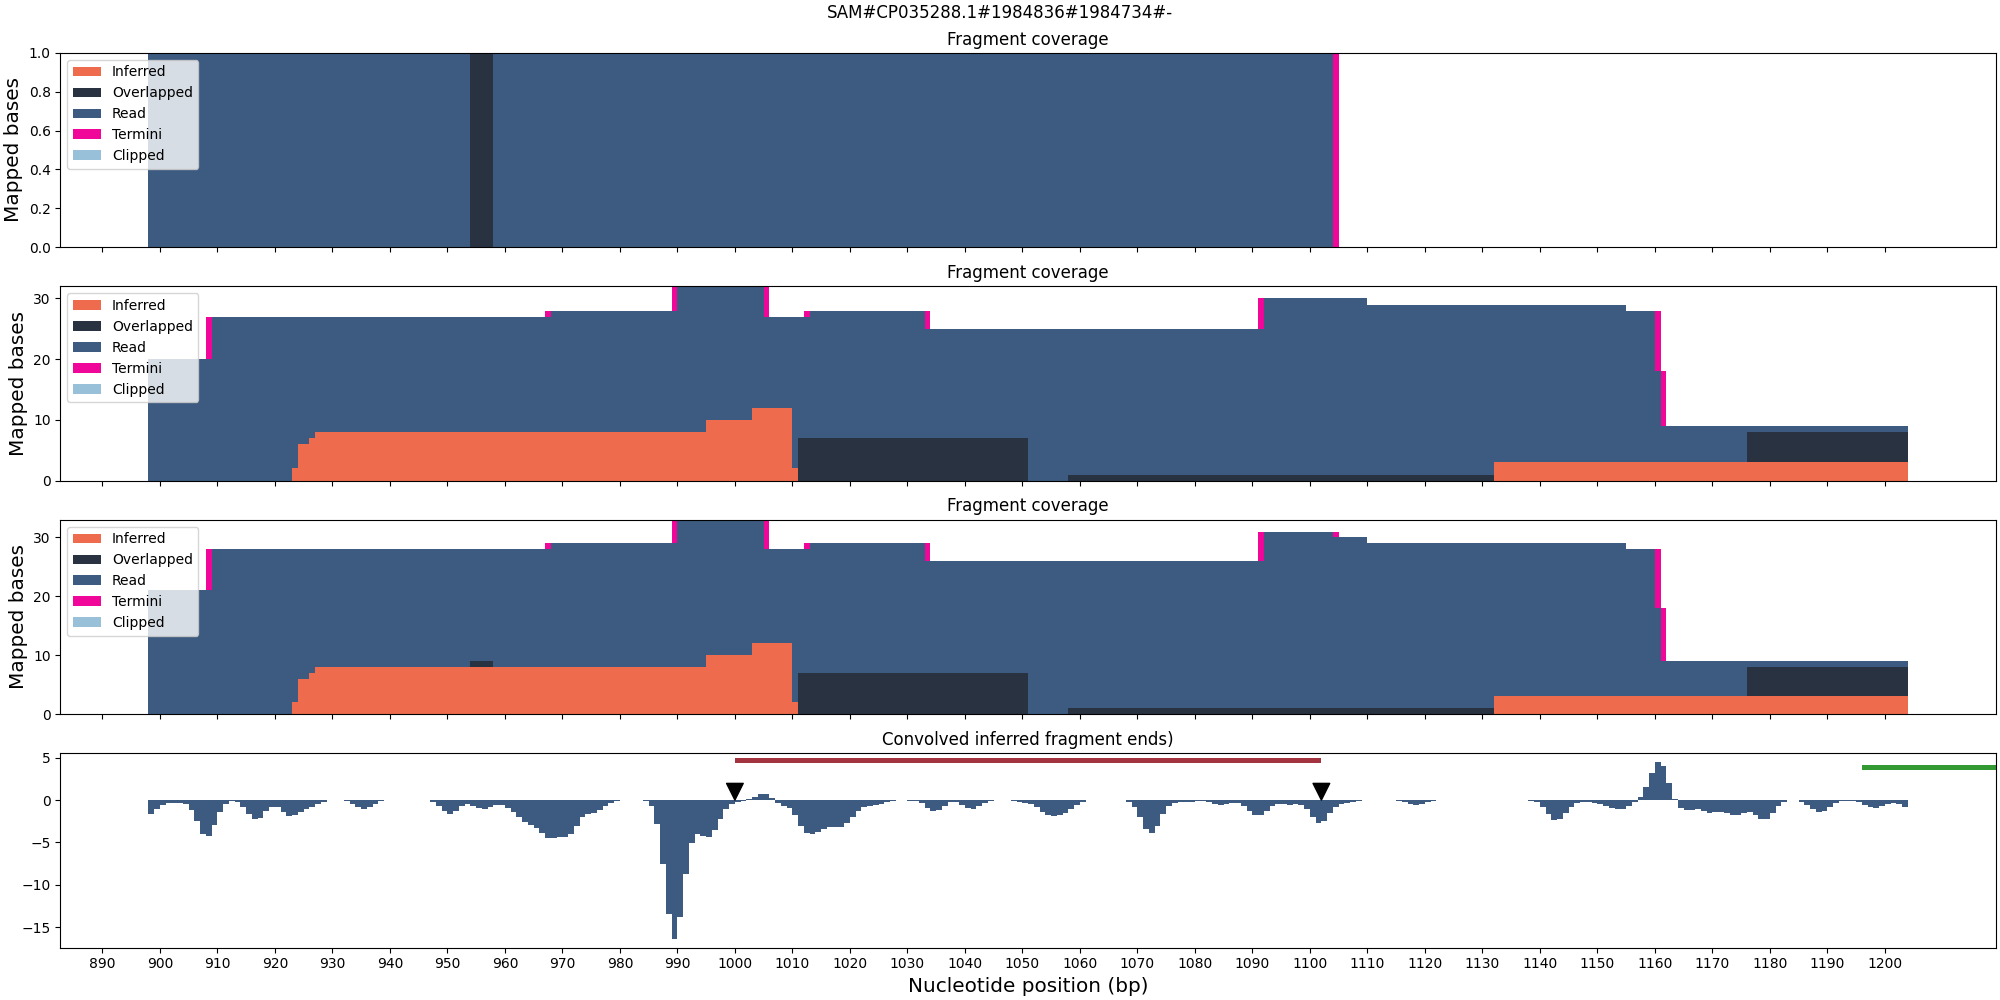 SAM#CP035288.1#1984836#1984734#-
Fragment coverage
Mapped bases
1.0
0.8
0.6
0.4
0.2
0.0
Inferred
Overlapped
Read
Termini
Clipped
Fragment coverage
Mapped bases
30
20
10
0
Inferred
Overlapped
Read
Termini
Clipped
Fragment coverage
Mapped bases
30
20
10
0
Inferred
Overlapped
Read
Termini
Clipped
Convolved inferred fragment ends)
5
0
−5
−10
−15
890 900 910 920 930 940 950 960 970 980 990 1000 1010 1020 1030 1040 1050 1060 1070 1080 1090 1100 1110 1120 1130 1140 1150 1160 1170 1180 1190 1200
Nucleotide position (bp)